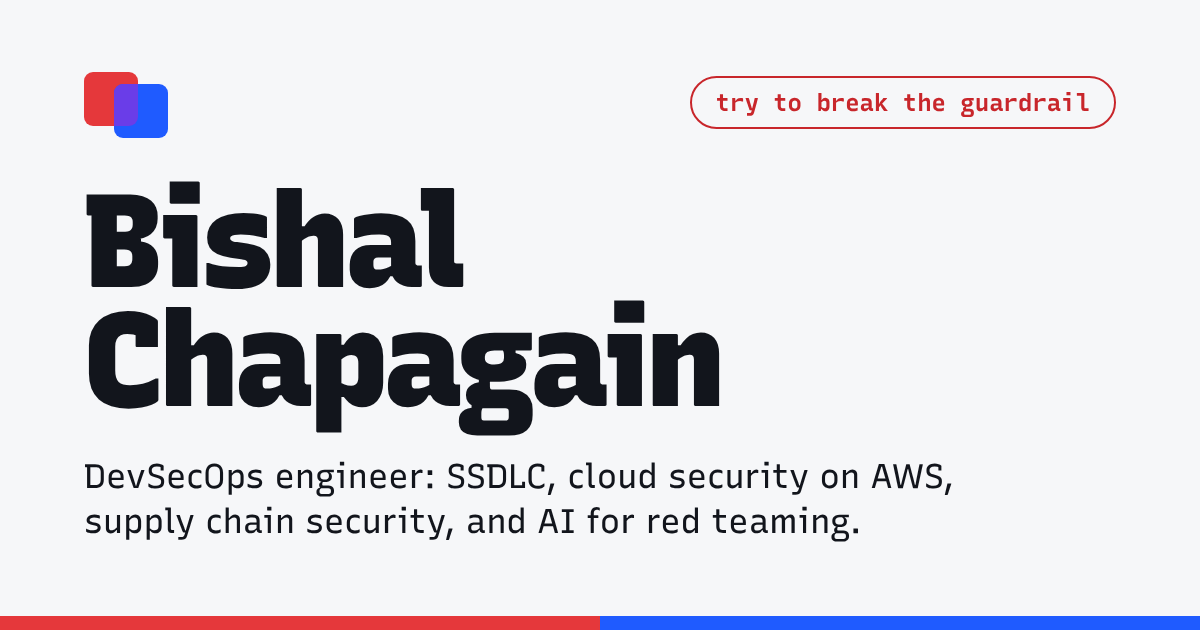 try to break the guardrail
Bishal
Chapagain
DevSecOps engineer: SSDLC, cloud security on AWS,
supply chain security, and AI for red teaming.